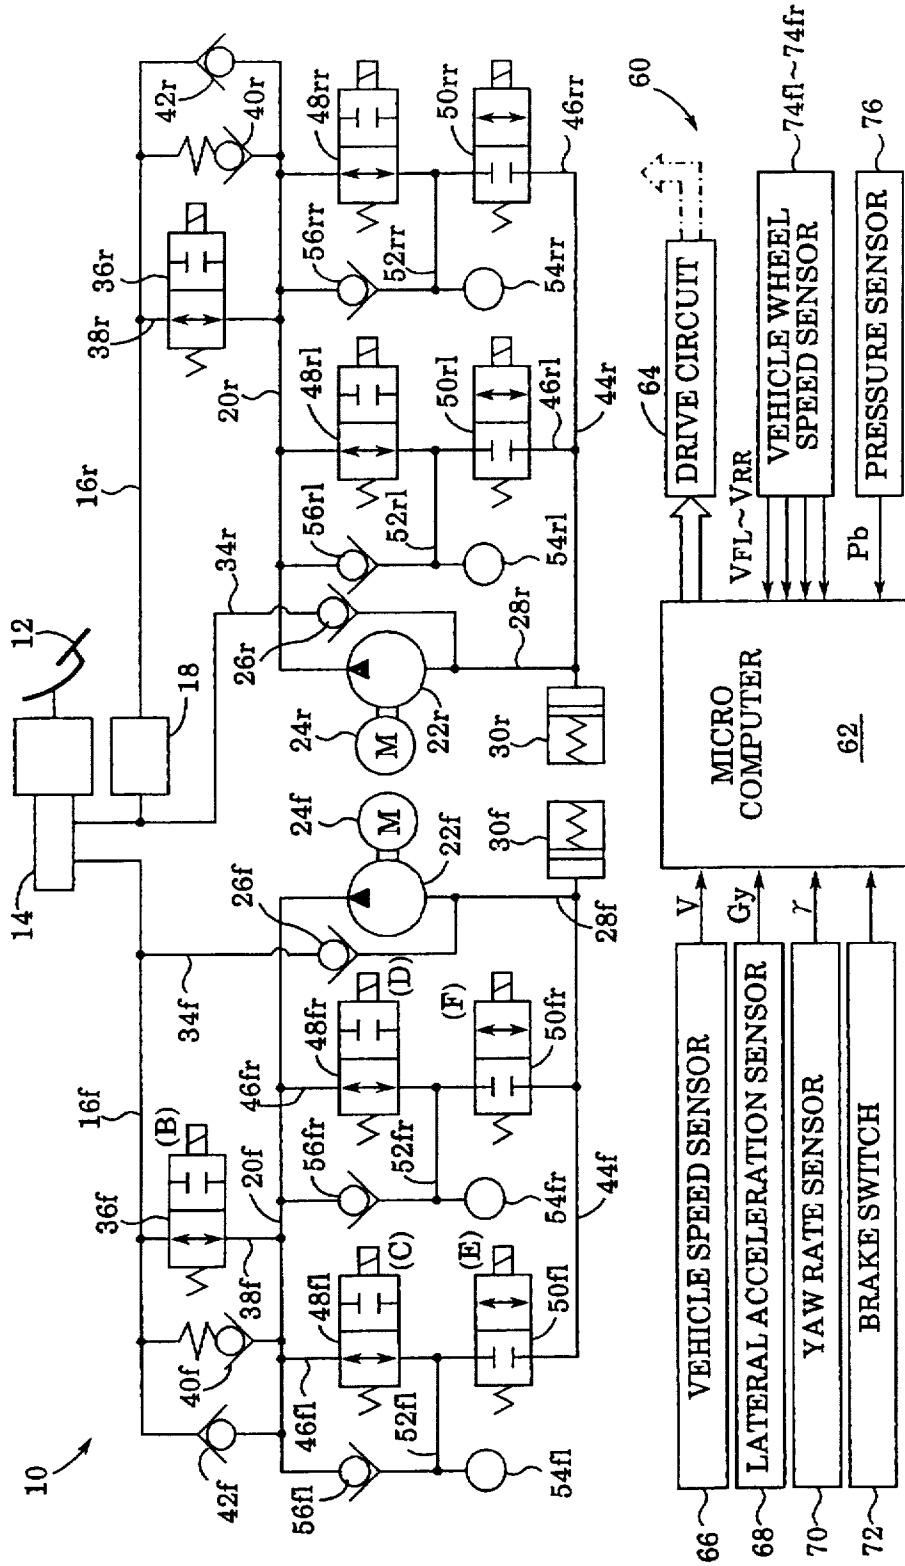 10
14
12
18
42f
40f
36f
(B)
16f
34f
16r
34r
38r
36r
40r
42r
38f
20f
26f
24f
24r
26r
20r
46fl
56fl
48fl
(C)
46fr
56fr
48fr
(D)
22f
22r
56rl
48rl
56rr
48rr
52fl
50fl
(E)
52fr
50fr
(F)
52rl
50rl
52rr
50rr
54fl
54fr
44f
28f
30f
30r
28r
54rl
46rl
44r
54rr
46rr
60
66
VEHICLE SPEED SENSOR
V
68
LATERAL ACCELERATION SENSOR
Gy
70
YAW RATE SENSOR
γ
72
BRAKE SWITCH
MICRO
COMPUTER
62
64
DRIVE CIRCUIT
VFL~VRR
VEHICLE WHEEL
SPEED SENSOR
74fl~74fr
Pb
PRESSURE SENSOR
76
M
M